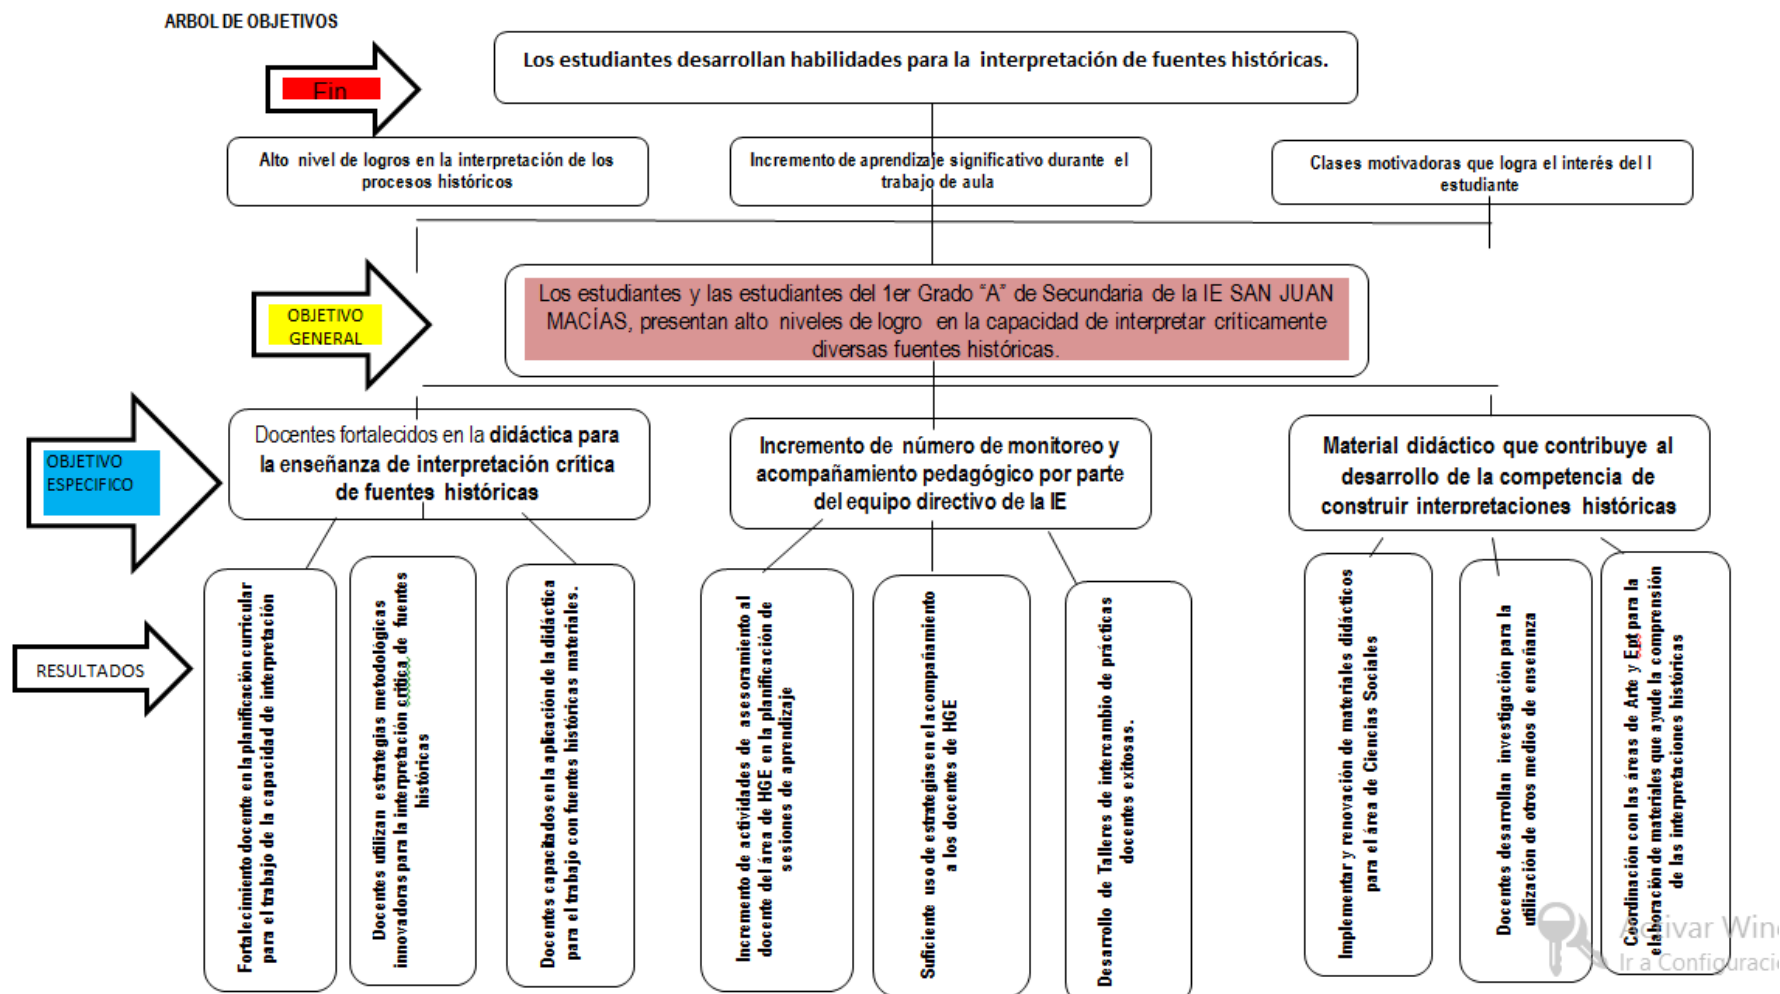 ARBOL DE OBJETIVOS
Fin
Los estudiantes desarrollan habilidades para la interpretación de fuentes históricas.
Alto nivel de logros en la interpretación de los
procesos históricos
Incremento de aprendizaje significativo durante el
trabajo de aula
Clases motivadoras que logra el interés del l
estudiante
OBJETIVO
GENERAL
Los estudiantes y las estudiantes del 1er Grado “A” de Secundaria de la IE SAN JUAN
MACÍAS, presentan alto niveles de logro en la capacidad de interpretar críticamente
diversas fuentes históricas.
OBJETIVO
ESPECIFICO
Docentes fortalecidos en la didáctica para
la enseñanza de interpretación crítica
de fuentes históricas
Incremento de número de monitoreo y
acompañamiento pedagógico por parte
del equipo directivo de la IE
Material didáctico que contribuye al
desarrollo de la competencia de
construir interpretaciones históricas
RESULTADOS
Fortalecimiento docente en la planificación curricular
para el trabajo de la capacidad de interpretación
Docentes utilizan estrategias metodológicas
innovadoras para la interpretación crítica de fuentes
históricas
Docentes capacitados en la aplicación de la didáctica
para el trabajo con fuentes históricas materiales.
Incremento de actividades de asesoramiento al
docente del área de HGE en la planificación de
sesiones de aprendizaje
Suficiente uso de estrategias en el acompañamiento
a los docentes de HGE
Desarrollo de Talleres de intercambio de prácticas
docentes exitosas.
Implementar y renovación de materiales didácticos
para el área de Ciencias Sociales
Docentes desarrollan investigación para la
utilización de otros medios de enseñanza
Coordinación con las áreas de Arte y Ept para la
elaboración de materiales que ayude la comprensión
de las interpretaciones históricas
Activar Wind
Ir a Configuració